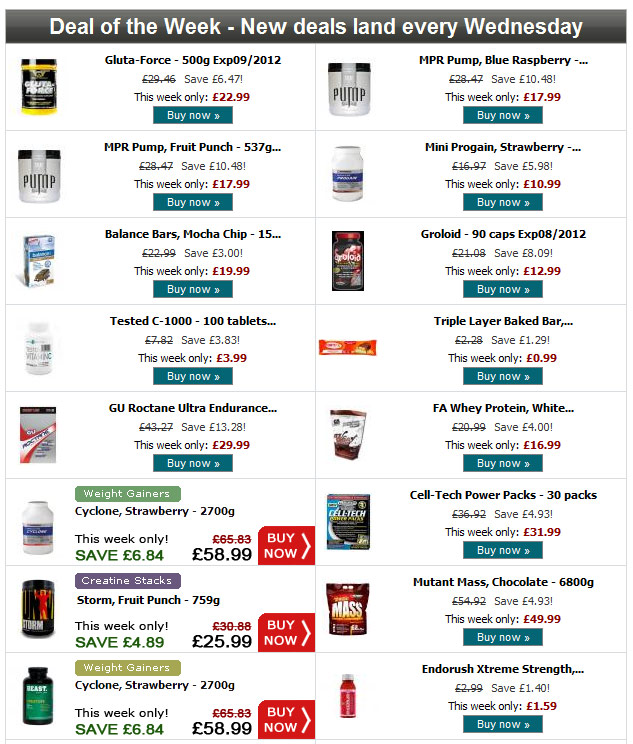 Deal of the Week - New deals land every Wednesday
Gluta-Force - 500g Exp09/2012
£29.46 Save £6.47!
This week only: £22.99
Buy now »
MPR Pump, Blue Raspberry -...
£28.47 Save £10.48!
This week only: £17.99
Buy now »
PUMP
MPR Pump, Fruit Punch - 537g...
£28.47 Save £10.48!
This week only: £17.99
Buy now »
PUMP
Mini Progain, Strawberry -...
£16.97 Save £5.98!
This week only: £10.99
Buy now »
Balance Bars, Mocha Chip - 15...
£22.99 Save £3.00!
This week only: £19.99
Buy now »
Groloid - 90 caps Exp08/2012
£21.08 Save £8.09!
This week only: £12.99
Buy now »
Tested C-1000 - 100 tablets...
£7.82 Save £3.83!
This week only: £3.99
Buy now »
Triple Layer Baked Bar,...
£2.28 Save £1.29!
This week only: £0.99
Buy now »
GU Roctane Ultra Endurance...
£43.27 Save £13.28!
This week only: £29.99
Buy now »
FA Whey Protein, White...
£20.99 Save £4.00!
This week only: £16.99
Buy now »
Weight Gainers
Cyclone, Strawberry - 2700g
This week only! £65.83
SAVE £6.84 £58.99
BUY
NOW
Cell-Tech Power Packs - 30 packs
£36.92 Save £4.93!
This week only: £31.99
Buy now »
CELL-TECH
Creatine Stacks
Storm, Fruit Punch - 759g
This week only! £30.88
SAVE £4.89 £25.99
BUY
NOW
STORM
Mutant Mass, Chocolate - 6800g
£54.92 Save £4.93!
This week only: £49.99
Buy now »
MASS
Weight Gainers
Cyclone, Strawberry - 2700g
This week only! £65.83
SAVE £6.84 £58.99
BUY
NOW
BEAST
Endorush Xtreme Strength,...
£2.99 Save £1.40!
This week only: £1.59
Buy now »